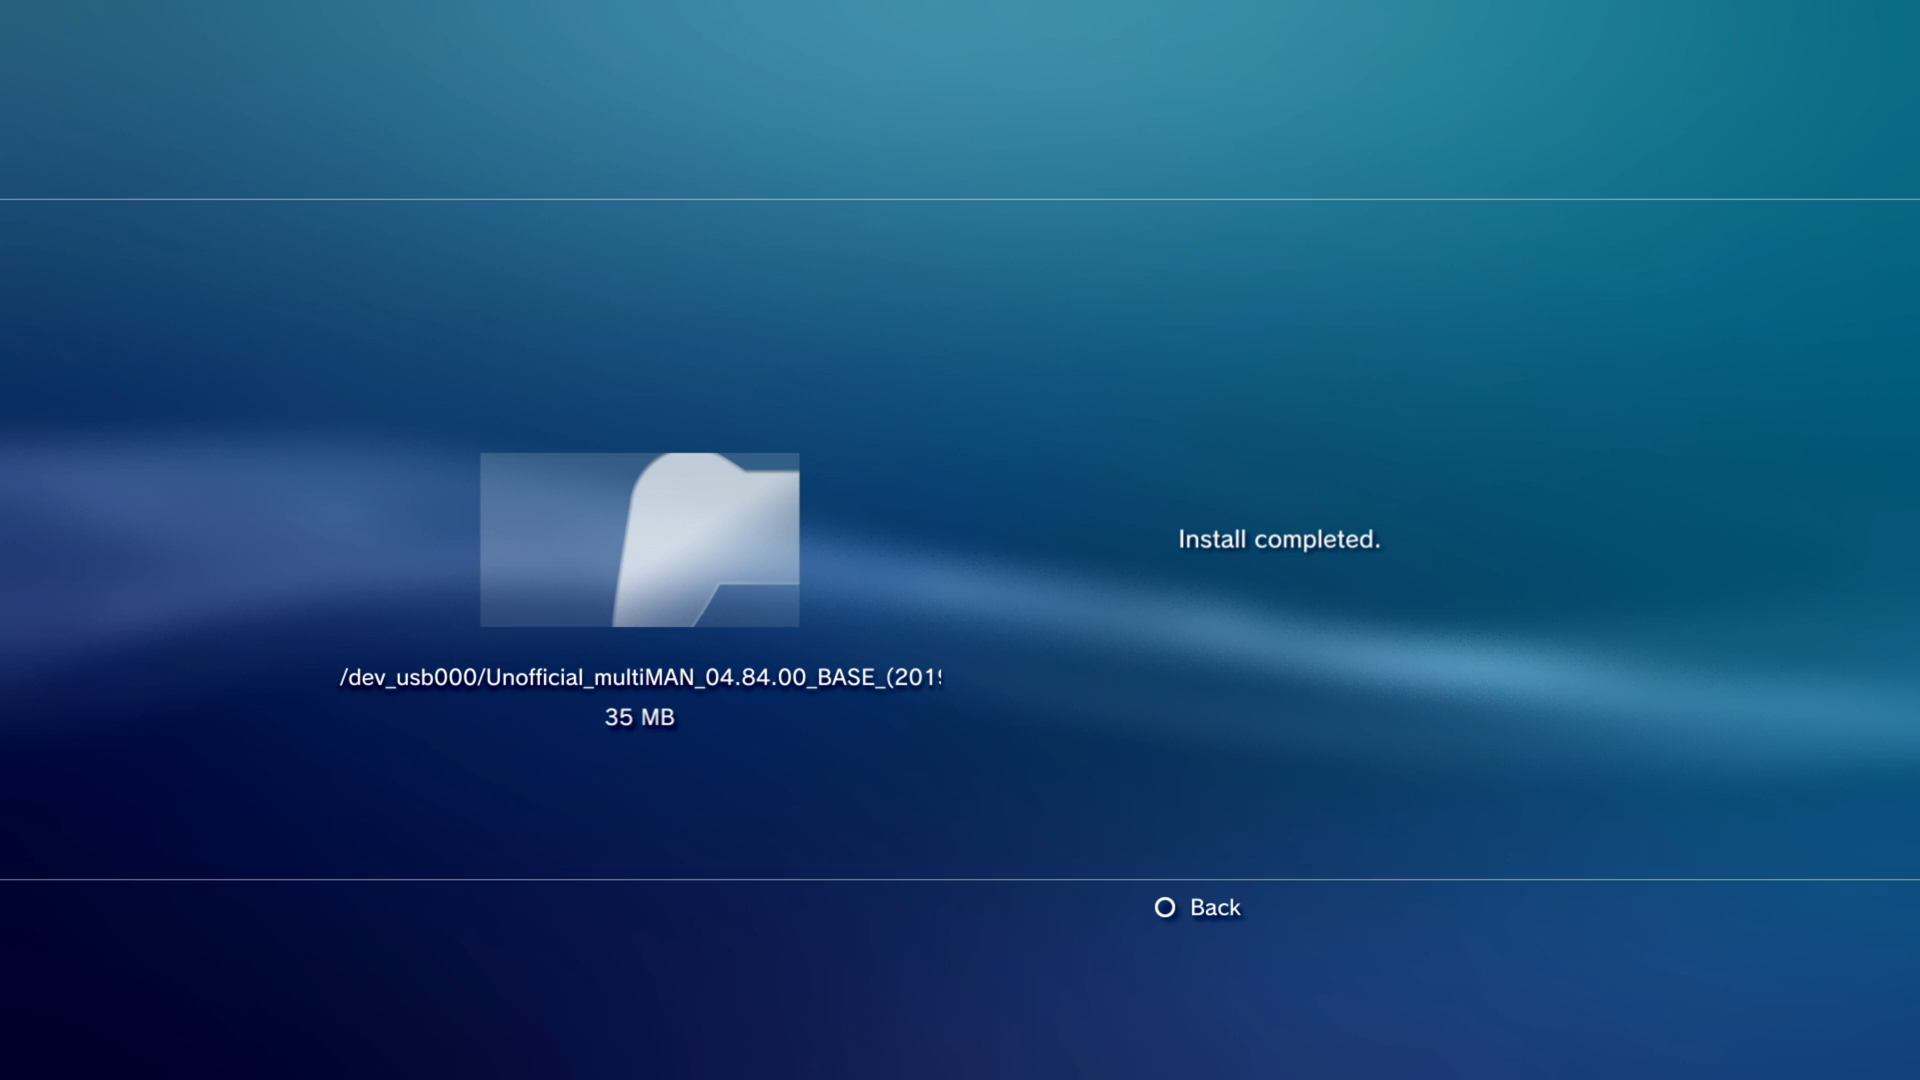 Install completed.
/dev_usb000/Unofficial_multiMAN_04.84.00_BASE_(201
35 MB
Back